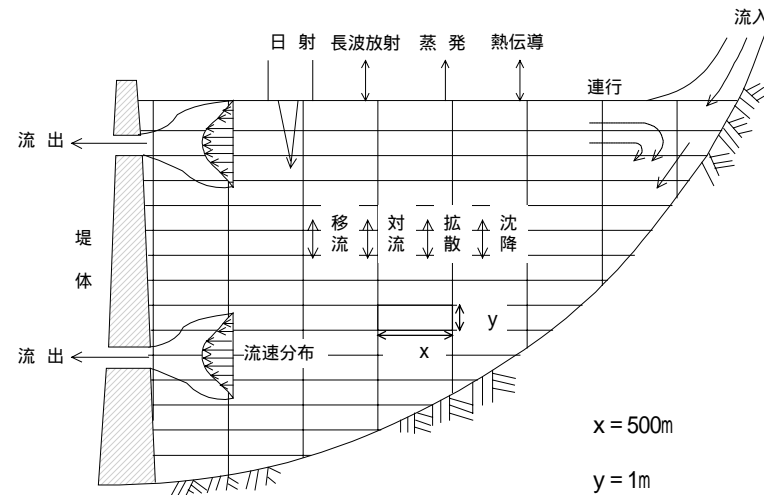 流入
日 射
長波放射
蒸 発
熱伝導
連行
流 出
移流
対流
拡散
沈降
堤体
y
x
流 出
流速分布
x = 500m
y = 1m